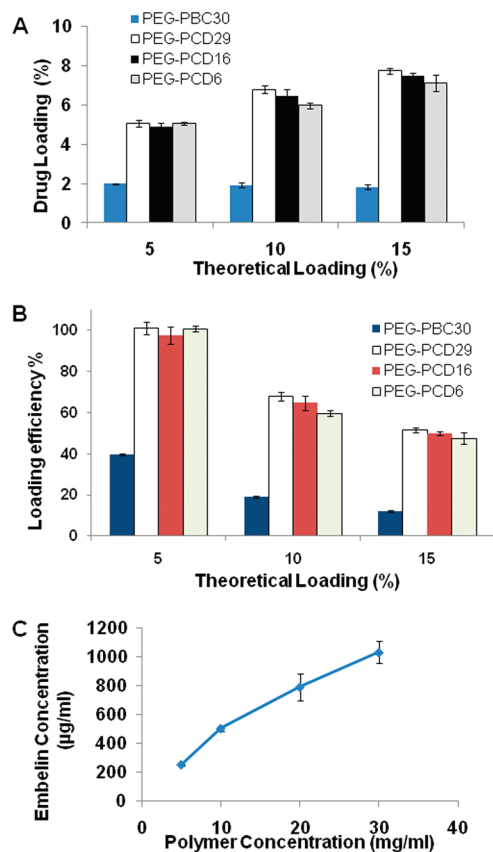 A
PEG-PBC30
PEG-PCD29
PEG-PCD16
PEG-PCD6
Drug Loading (%)
10
8
6
4
2
0
5 10 15
Theoretical Loading (%)
B
PEG-PBC30
PEG-PCD29
PEG-PCD16
PEG-PCD6
Loading efficiency %
100
80
60
40
20
0
5 10 15
Theoretical Loading (%)
C
Embelin Concentration
(µg/ml)
1200
1000
800
600
400
200
0
0 10 20 30 40
Polymer Concentration (mg/ml)